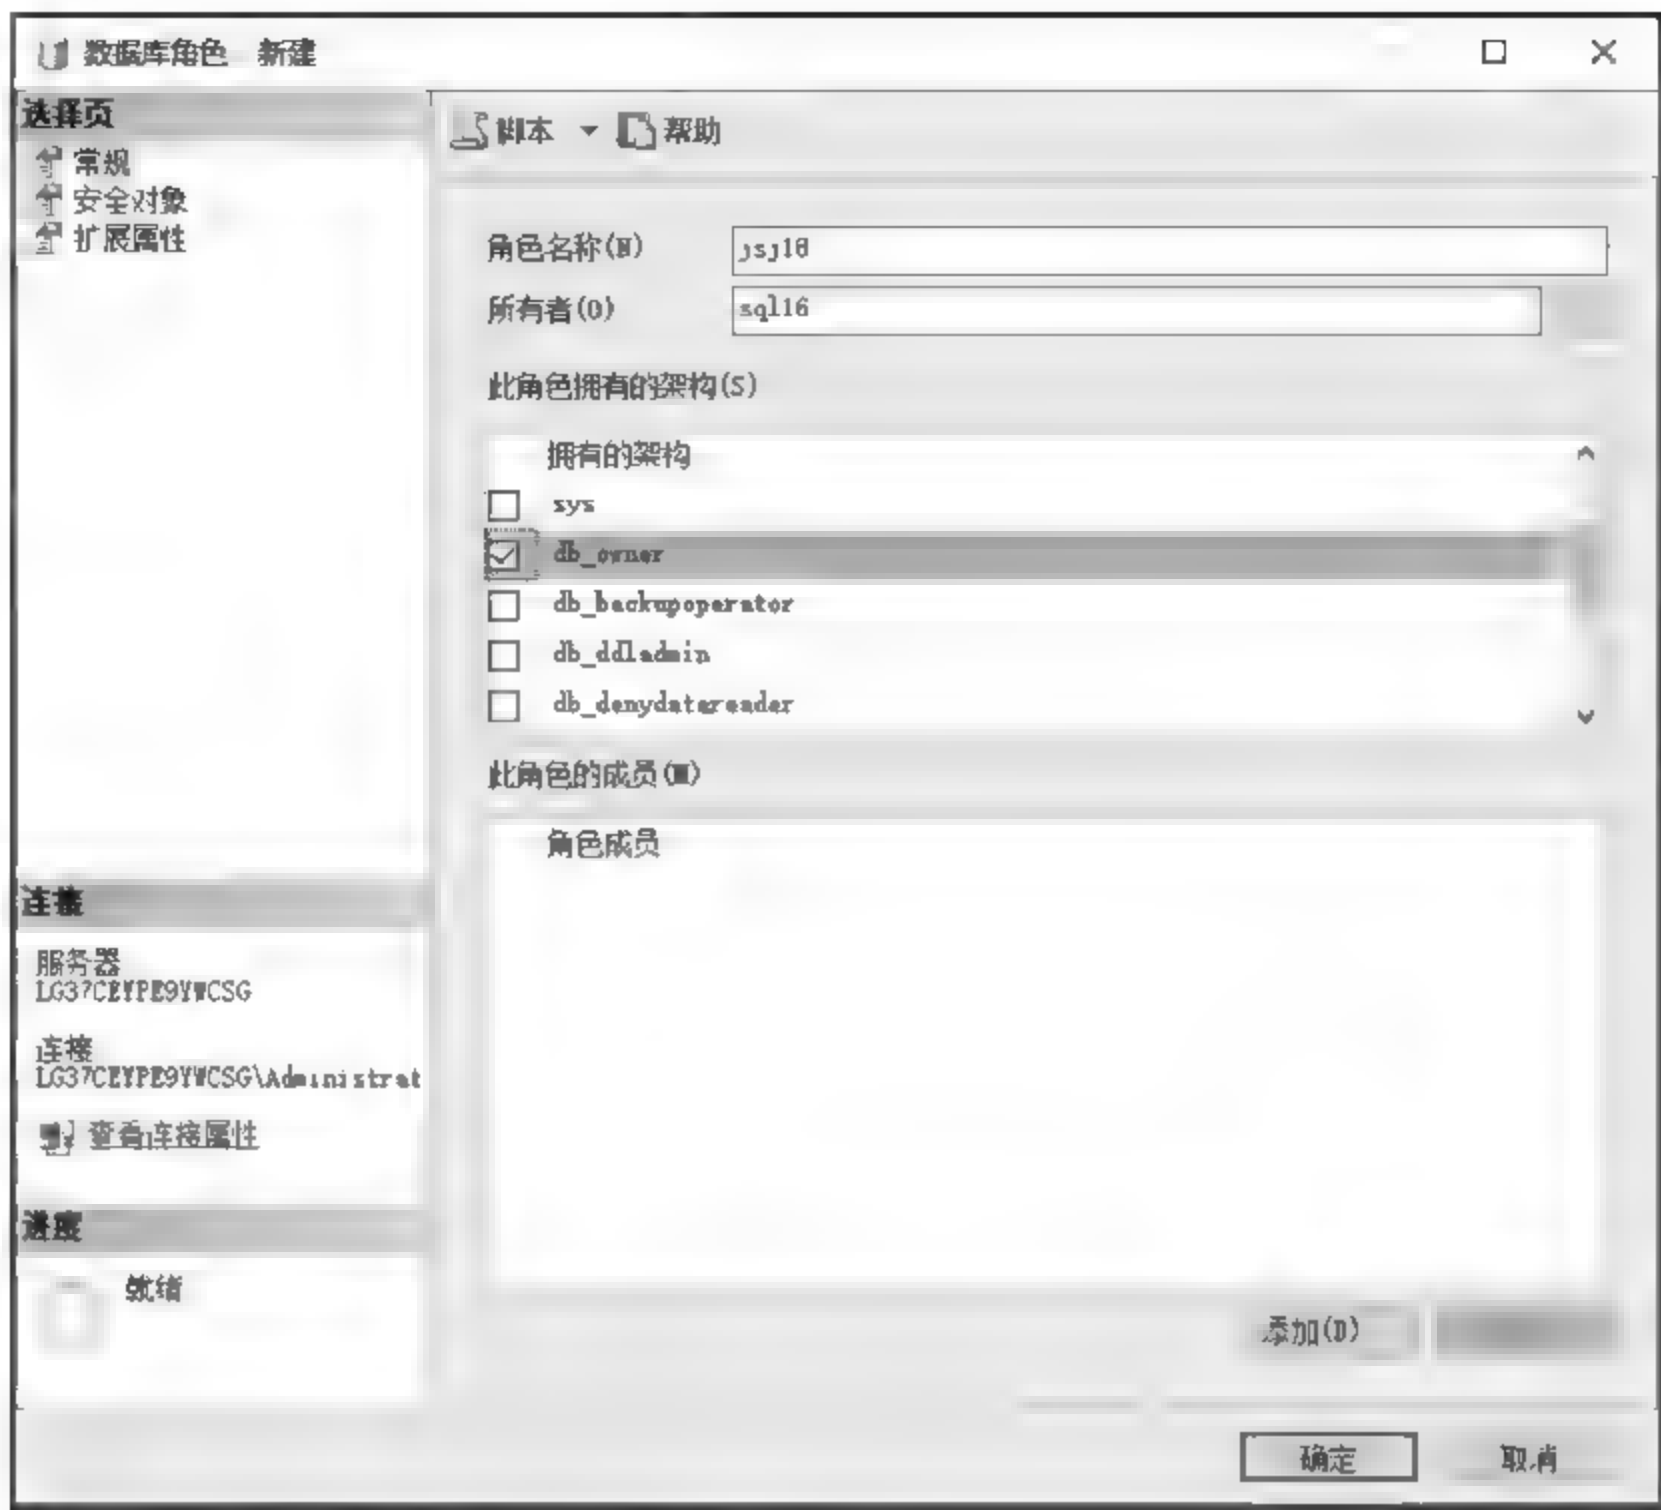 数据库角色 新建
选择页
常规
安全对象
扩展属性
脚本 帮助
角色名称(N) jsj16
所有者(O) sql16
此角色拥有的架构(S)
拥有的架构
sys
db_owner
db_backupoperator
db_ddladmin
db_denydatareader
此角色的成员(M)
角色成员
连接
服务器
LG37CEYPE9YWCSG
连接
LG37CEYPE9YWCSG\Administrat
查看连接属性
进度
就绪
添加(D)
确定 取消